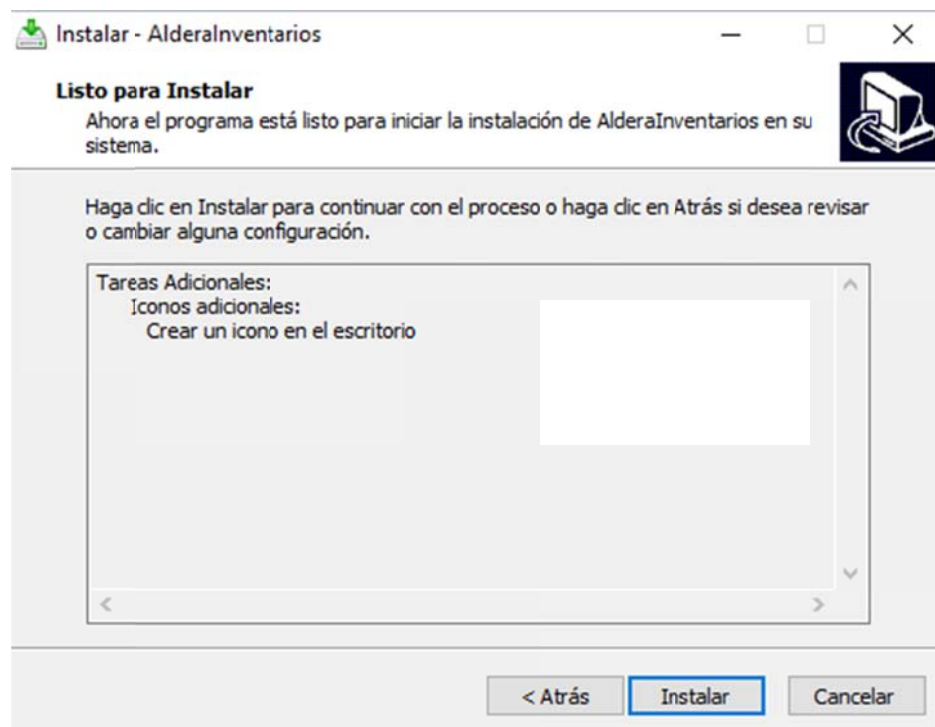 Instalar - AlderaInventarios
Listo para Instalar
Ahora el programa está listo para iniciar la instalación de AlderaInventarios en su
sistema.
Haga clic en Instalar para continuar con el proceso o haga clic en Atrás si desea revisar
o cambiar alguna configuración.
Tareas Adicionales:
Iconos adicionales:
Crear un icono en el escritorio
< Atrás
Instalar
Cancelar